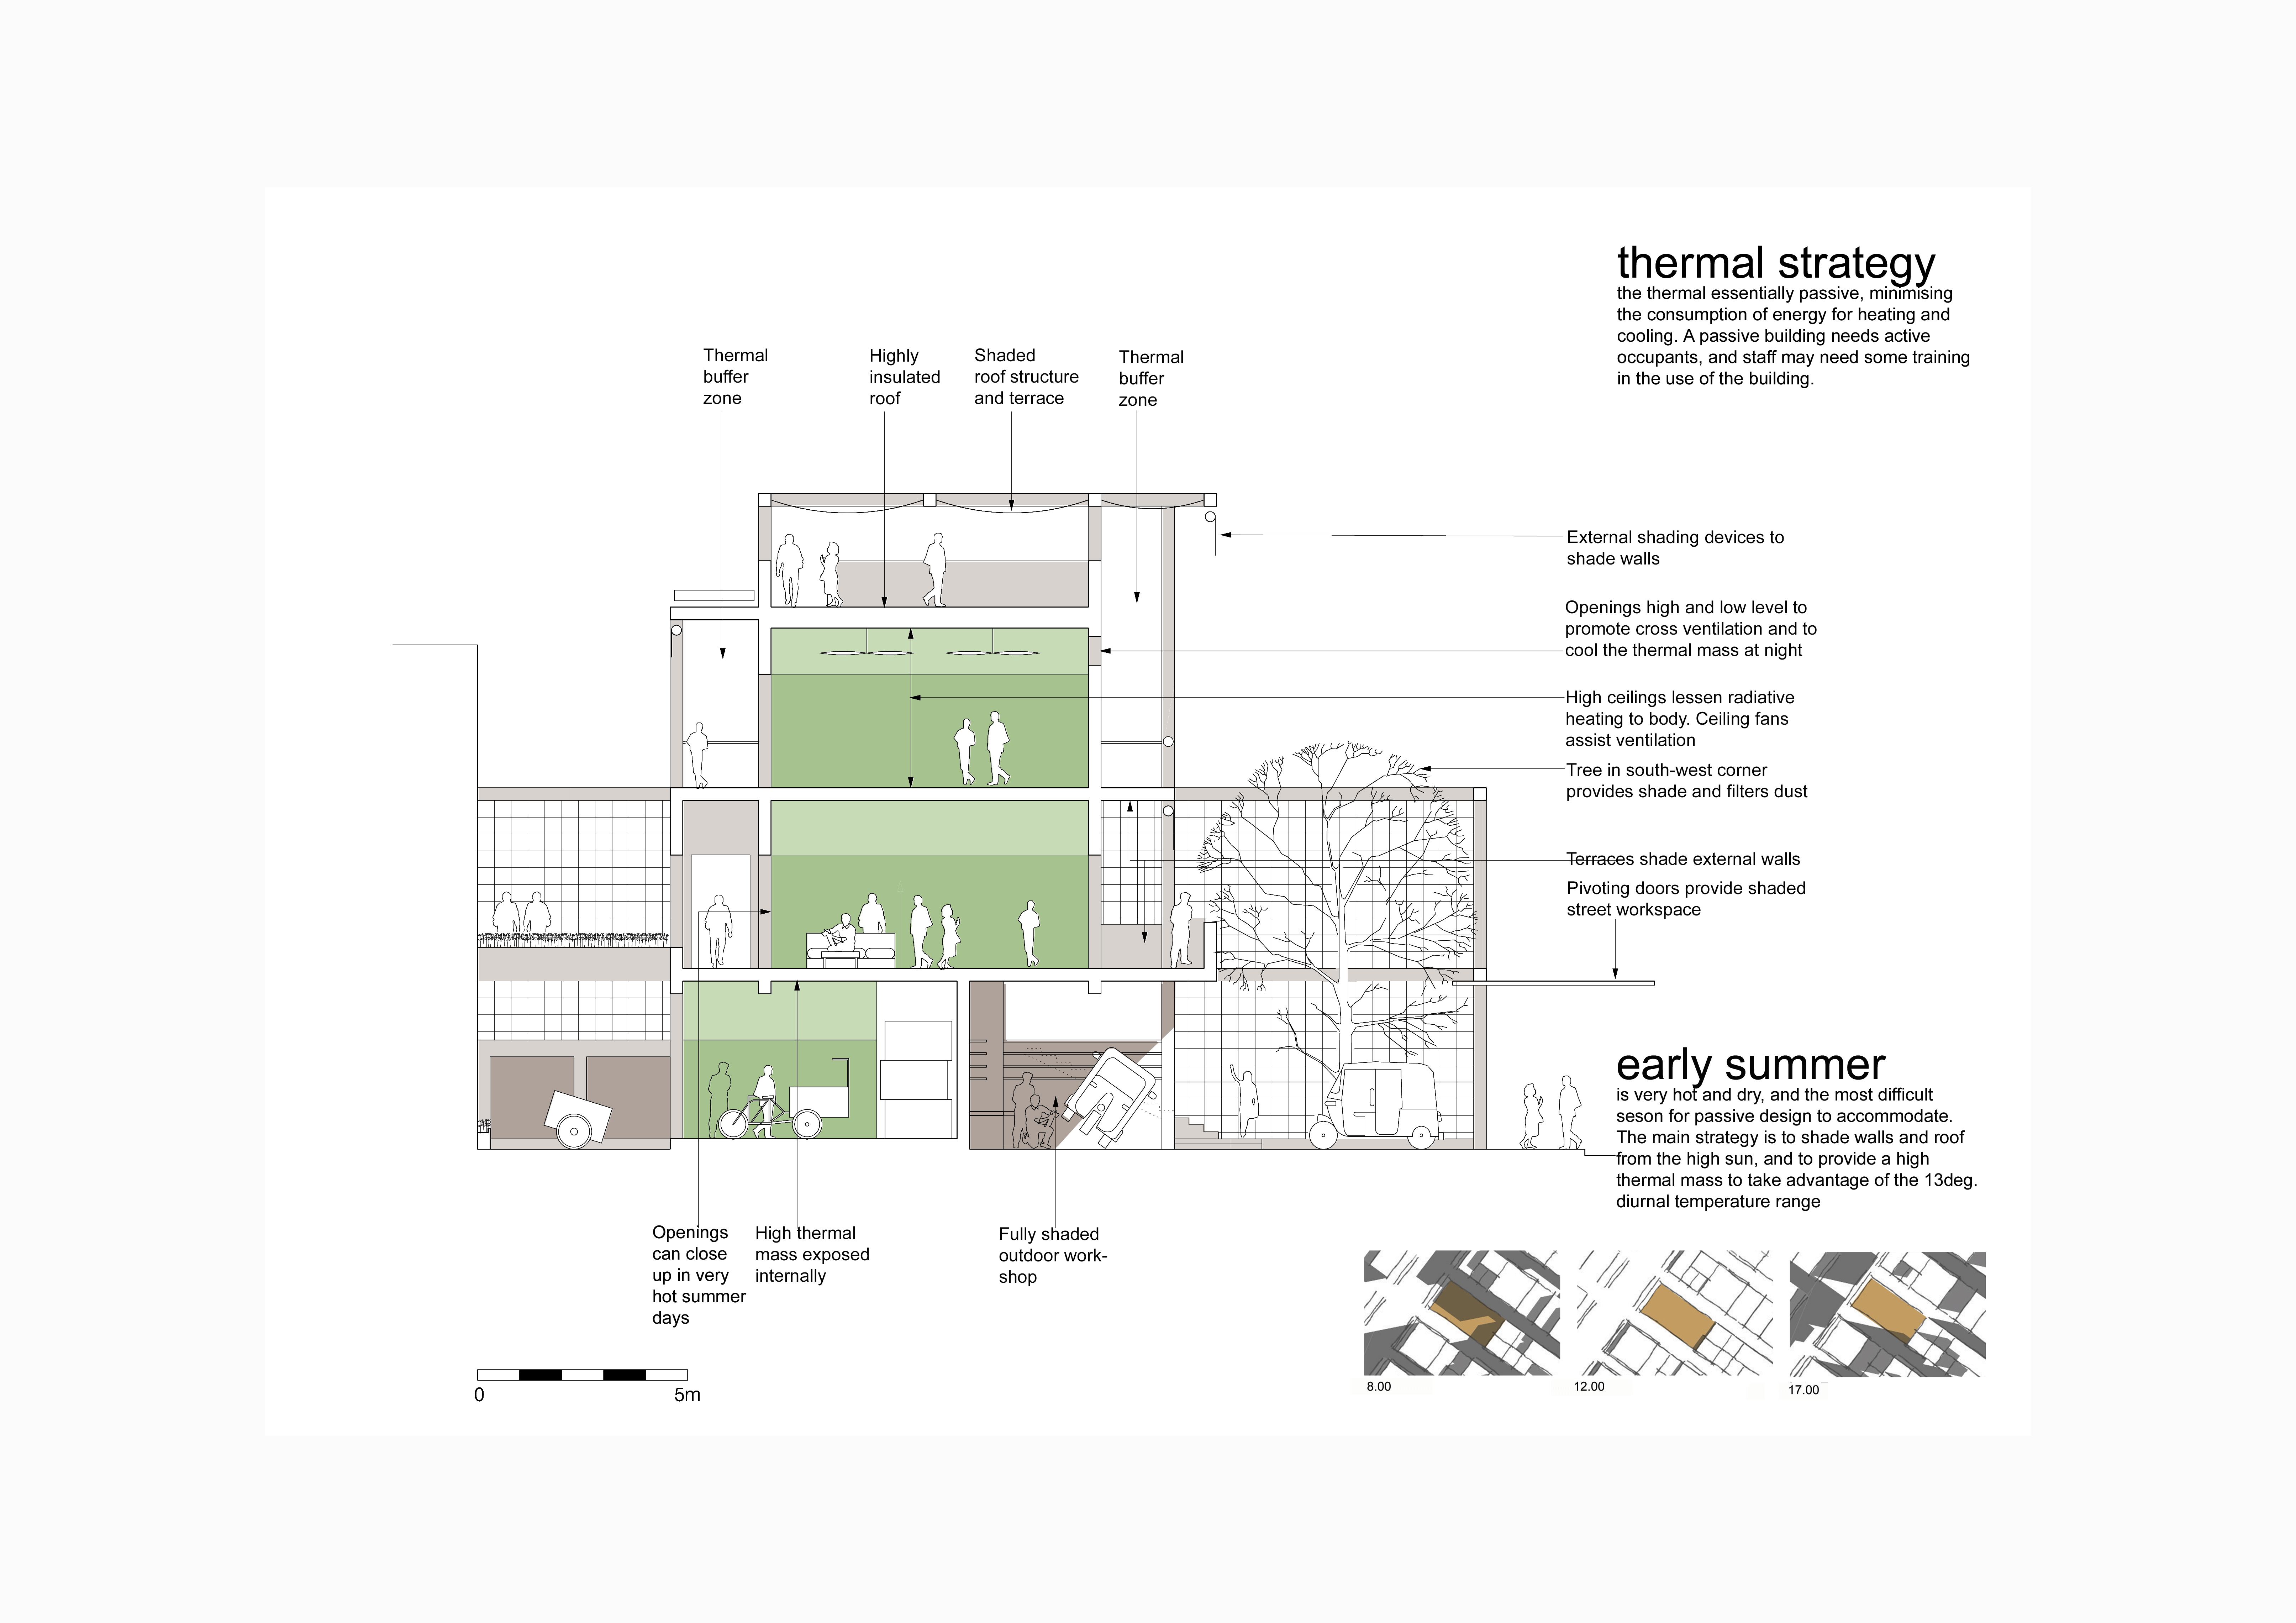 thermal strategy
the thermal essentially passive, minimising
the consumption of energy for heating and
cooling. A passive building needs active
occupants, and staff may need some training
in the use of the building.
Thermal
buffer
zone
Highly
insulated
roof
Shaded
roof structure
and terrace
Thermal
buffer
zone
External shading devices to
shade walls
Openings high and low level to
promote cross ventilation and to
cool the thermal mass at night
High ceilings lessen radiative
heating to body. Ceiling fans
assist ventilation
Tree in south-west corner
provides shade and filters dust
Terraces shade external walls
Pivoting doors provide shaded
street workspace
early summer
is very hot and dry, and the most difficult
seson for passive design to accommodate.
The main strategy is to shade walls and roof
from the high sun, and to provide a high
thermal mass to take advantage of the 13deg.
diurnal temperature range
Openings
can close
up in very
hot summer
days
High thermal
mass exposed
internally
Fully shaded
outdoor work-
shop
0 5m
8.00
12.00
17.00